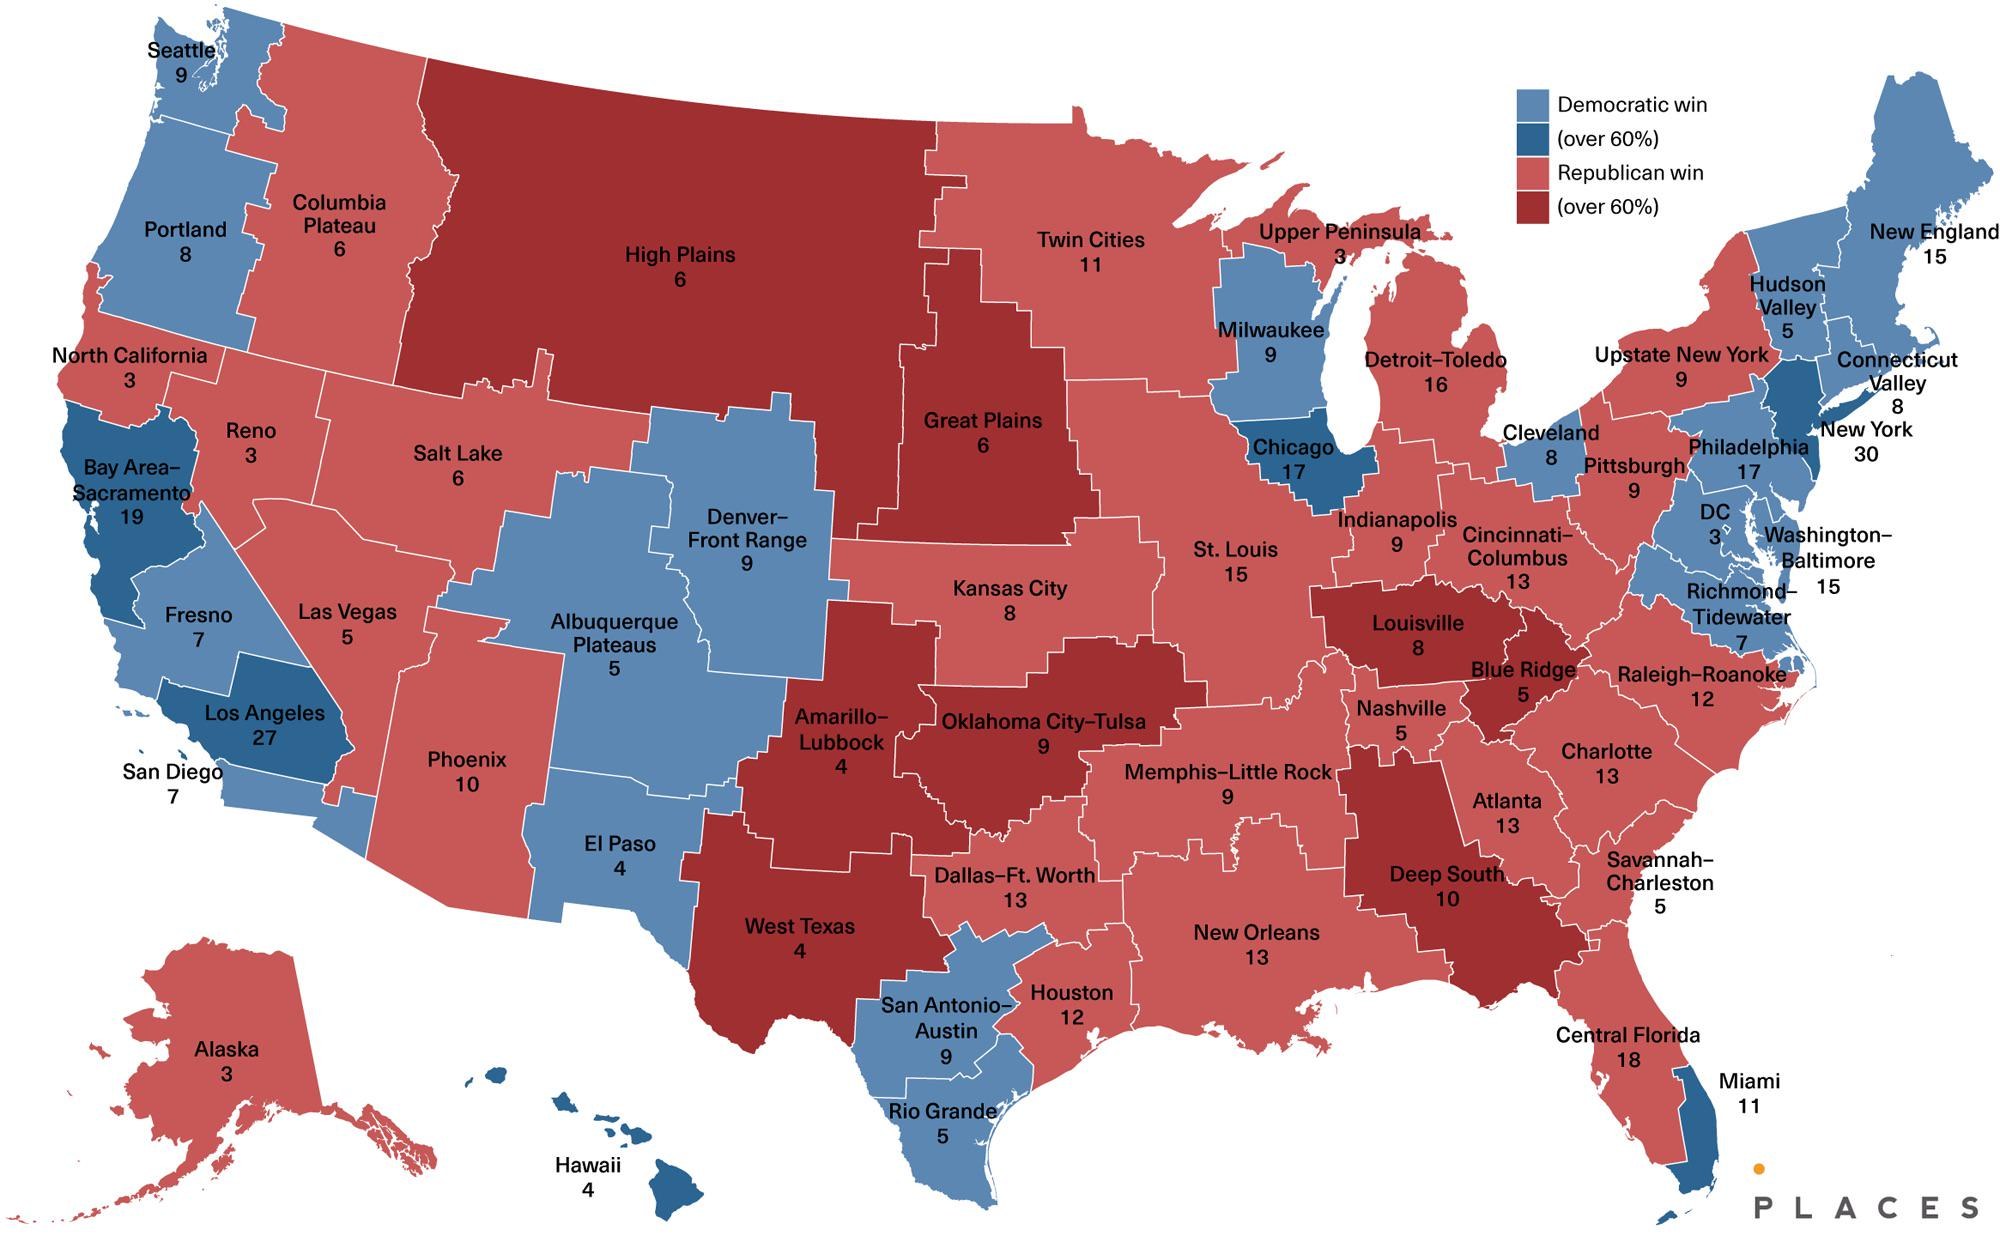 Seattle
9
Democratic win
(over 60%)
Republican win
(over 60%)
Columbia
Plateau
6
Portland
8
High Plains
6
Twin Cities
11
Upper Peninsula
3
New England
15
Hudson
Valley
5
Milwaukee
9
North California
3
Detroit–Toledo
16
Upstate New York
9
Connecticut
Valley
8
Great Plains
6
Reno
3
Salt Lake
6
Chicago
17
Cleveland
8
New York
30
Philadelphia
17
Pittsburgh
9
Bay Area–
Sacramento
19
Denver–
Front Range
9
Indianapolis
9
DC
3
Cincinnati–
Columbus
13
Washington–
Baltimore
15
St. Louis
15
Kansas City
8
Richmond–
Tidewater
7
Fresno
7
Las Vegas
5
Albuquerque
Plateaus
5
Louisville
8
Blue Ridge
5
Raleigh–Roanoke
12
Los Angeles
27
Amarillo–
Lubbock
4
Oklahoma City–Tulsa
9
Nashville
5
Charlotte
13
San Diego
7
Phoenix
10
Memphis–Little Rock
9
Atlanta
13
El Paso
4
Dallas–Ft. Worth
13
Deep South
10
Savannah–
Charleston
5
West Texas
4
New Orleans
13
San Antonio–
Austin
9
Houston
12
Central Florida
18
Alaska
3
Miami
11
Rio Grande
5
Hawaii
4
PLACES